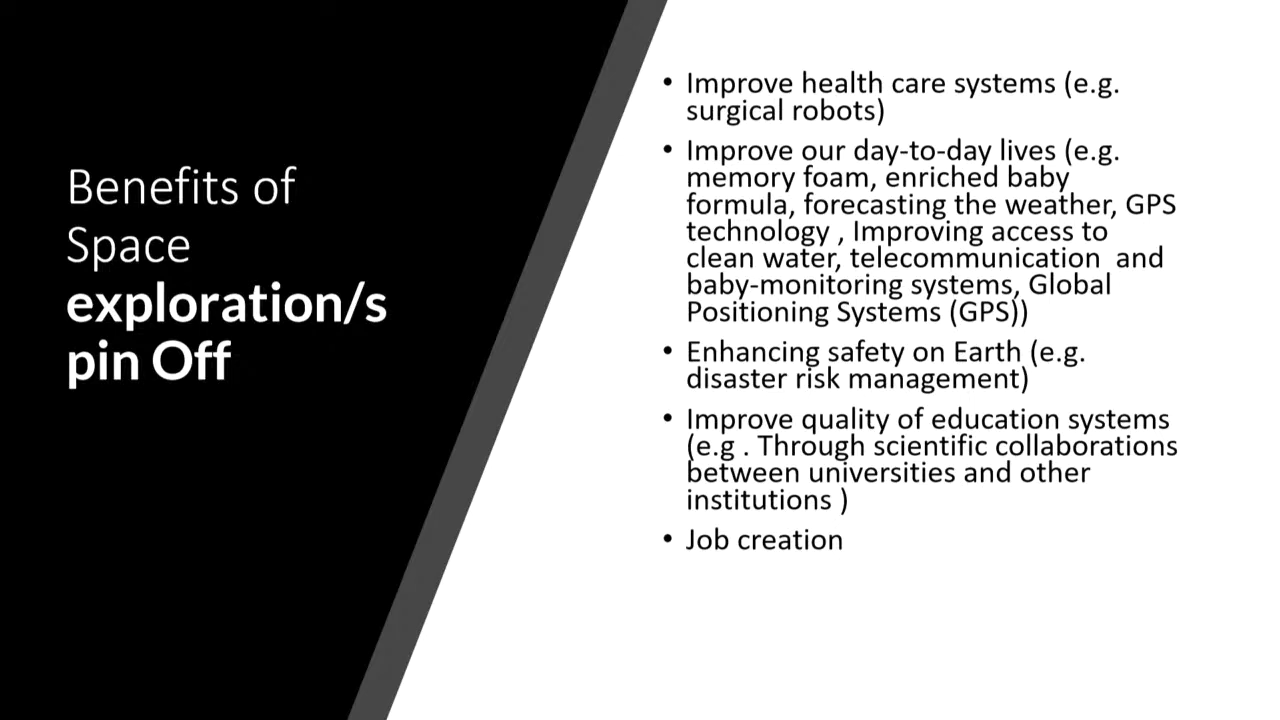 Benefits of
Space
exploration/s
pin Off
• Improve health care systems (e.g.
surgical robots)
• Improve our day-to-day lives (e.g.
memory foam, enriched baby
formula, forecasting the weather, GPS
technology , Improving access to
clean water, telecommunication  and
baby-monitoring systems, Global
Positioning Systems (GPS))
• Enhancing safety on Earth (e.g.
disaster risk management)
• Improve quality of education systems
(e.g . Through scientific collaborations
between universities and other
institutions )
• Job creation